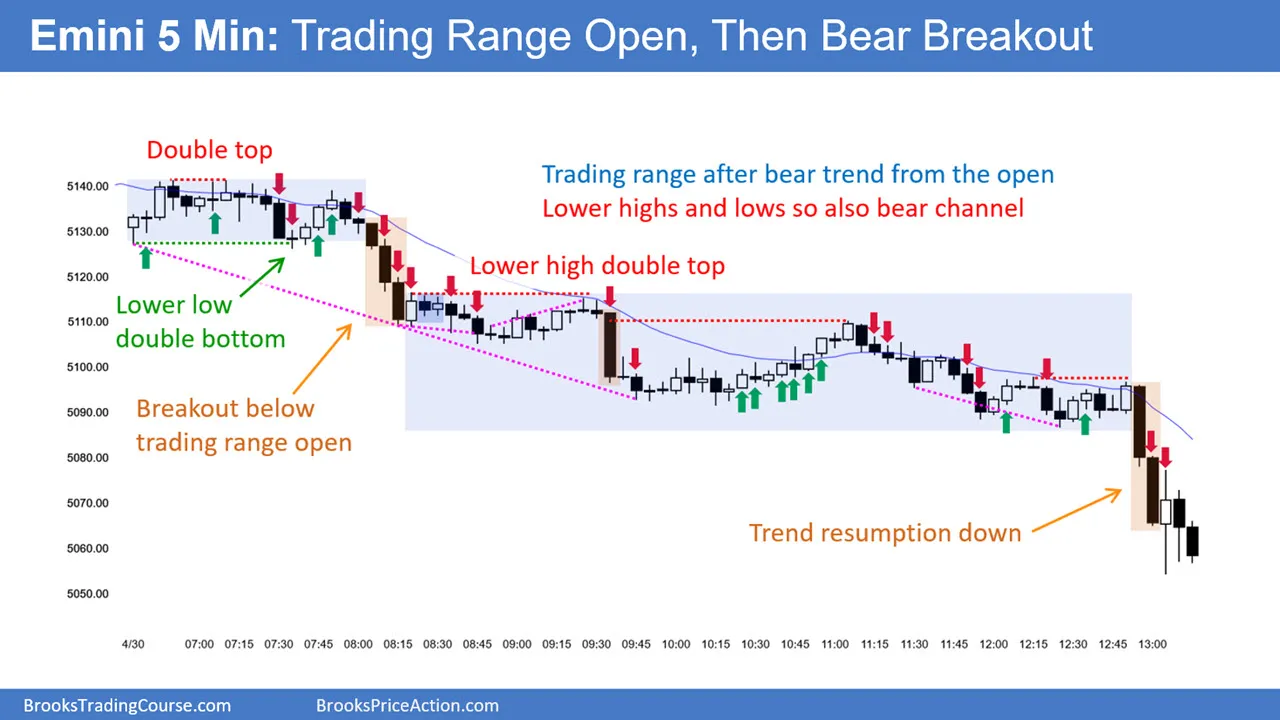 Emini 5 Min: Trading Range Open, Then Bear Breakout
Double top
Trading range after bear trend from the open
Lower highs and lows so also bear channel
Lower high double top
Lower low
double bottom
Breakout below
trading range open
Trend resumption down
5140.00
5130.00
5120.00
5110.00
5100.00
5090.00
5080.00
5070.00
5060.00
5050.00
4/30 07:00 07:15 07:30 07:45 08:00 08:15 08:30 08:45 09:00 09:15 09:30 09:45 10:00 10:15 10:30 10:45 11:00 11:15 11:30 11:45 12:00 12:15 12:30 12:45 13:00
BrooksTradingCourse.com BrooksPriceAction.com